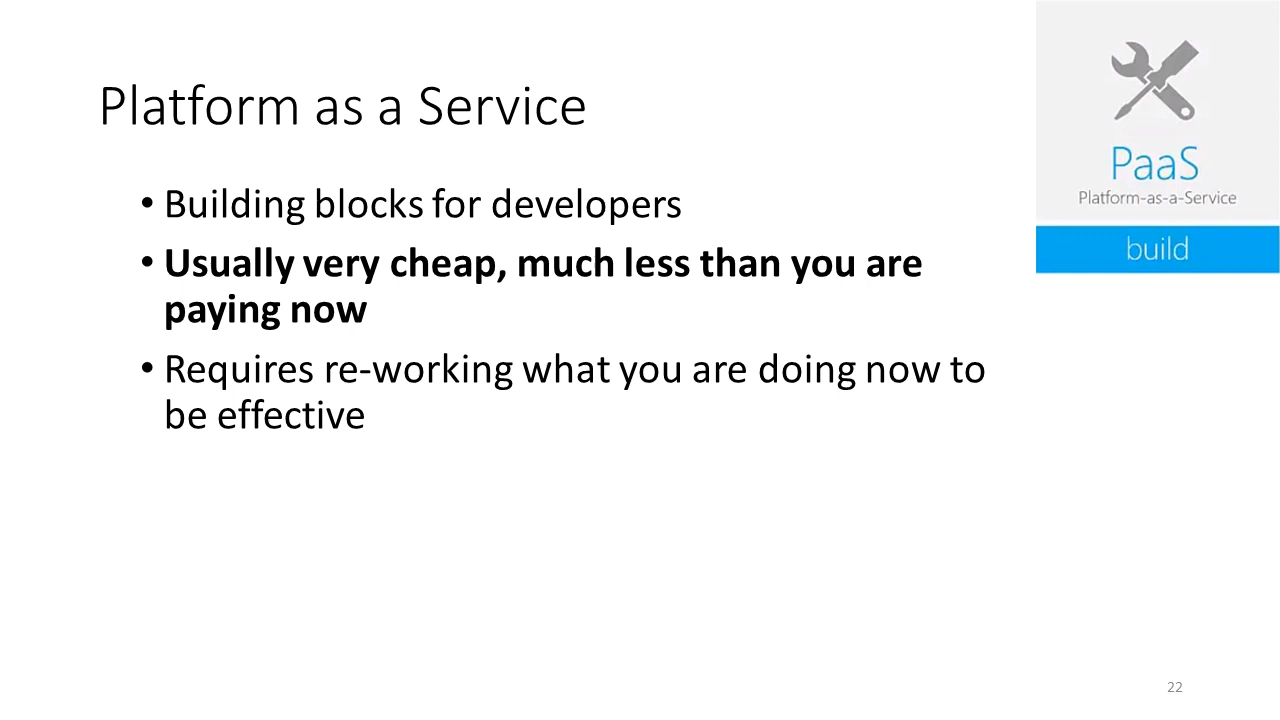 Platform as a Service
• Building blocks for developers
• Usually very cheap, much less than you are
paying now
• Requires re-working what you are doing now to
be effective
PaaS
Platform-as-a-Service
build
22